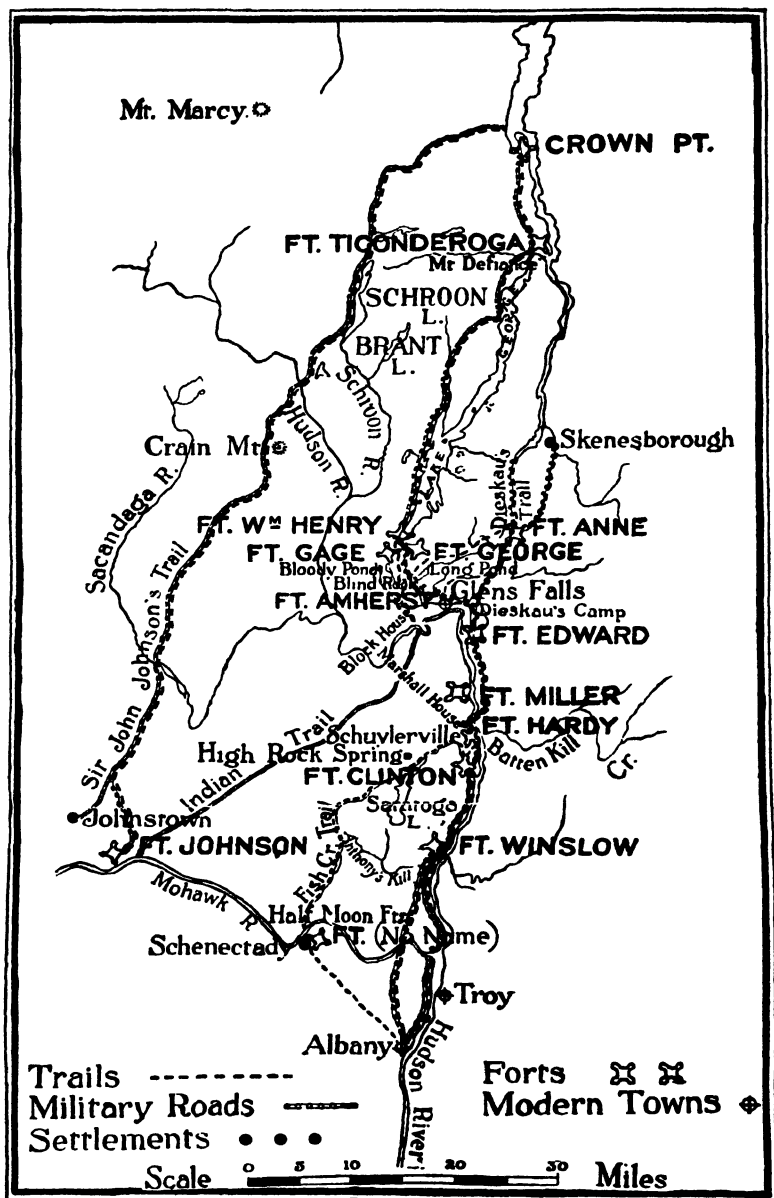 Mt. Marcy
CROWN PT.
FT. TICONDEROGA
Mt Defiance
SCHROON
L.
GEORGE
BRANT
L.
Schroon R.
Hudson R.
Skenesborough
Crain Mt
LAKE
Sacandaga R.
Dieskau's
Trail
FT. WM HENRY
FT. ANNE
FT. GAGE
FT. GEORGE
Bloody Pond
Long Pond
Blind Rock
Glens Falls
FT. AMHERST
Dieskau's Camp
FT. EDWARD
Block House
Sir John Johnson's Trail
Marshall House
FT. MILLER
FT. HARDY
Schuylerville
Batten Kill
Cr.
High Rock Spring
Indian Trail
FT. CLINTON
Saratoga
L.
Johnstown
FT. JOHNSON
Fish Cr. Trail
Anthony's Kill
FT. WINSLOW
Mohawk R
Half Moon Fts
FT. (No Name)
Schenectady
Troy
Albany
Hudson River
Trails
Military Roads
Settlements
Forts
Modern Towns
Scale 0 5 10 20 30 Miles